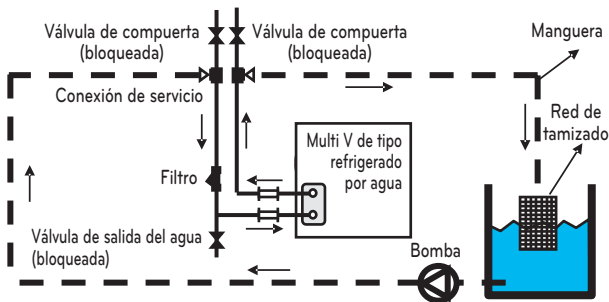 Válvula de compuerta
(bloqueada)
Válvula de compuerta
(bloqueada)
Manguera
Conexión de servicio
Red de
tamizado
Multi V de tipo
refrigerado
por agua
Filtro
Válvula de salida del agua
(bloqueada)
Bomba